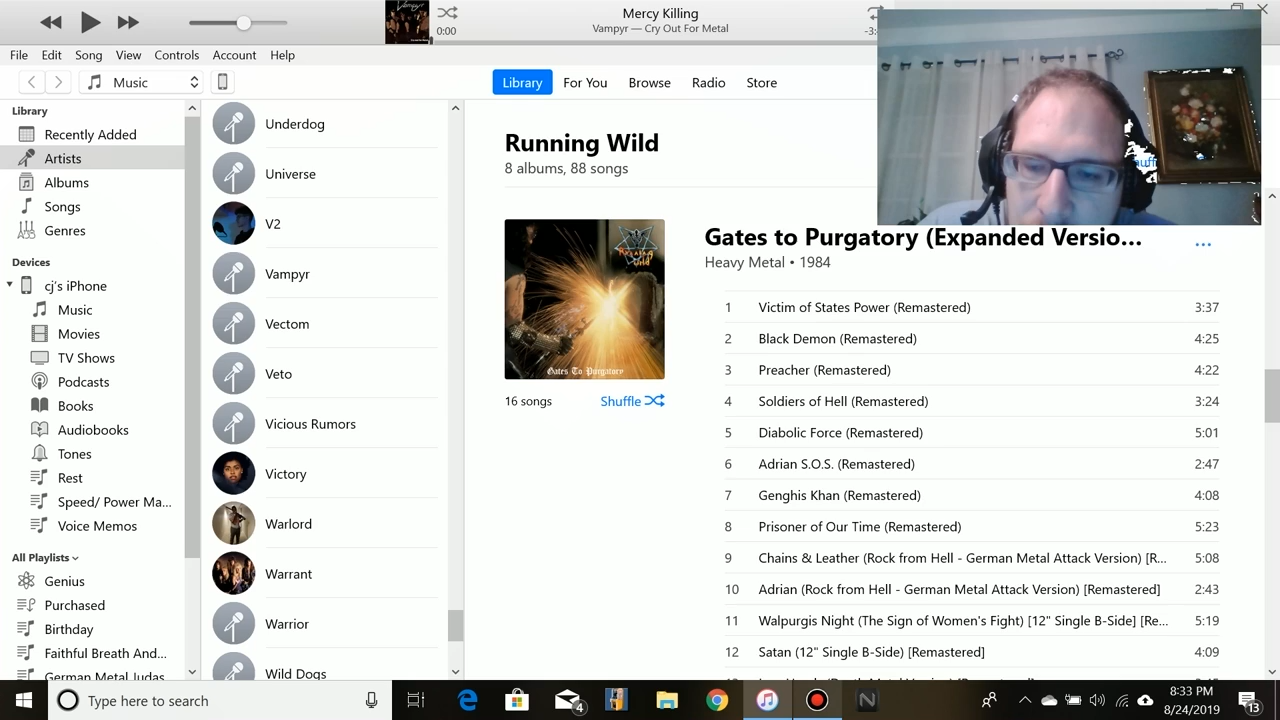 Mercy Killing
Vampyr — Cry Out For Metal
0:00
File Edit Song View Controls Account Help
Music
Library For You Browse Radio Store
Library
Recently Added
Artists
Albums
Songs
Genres
Devices
cj's iPhone
Music
Movies
TV Shows
Podcasts
Books
Audiobooks
Tones
Rest
Speed/ Power Ma...
Voice Memos
All Playlists
Genius
Purchased
Birthday
Faithful Breath And...
German Metal Judas
Underdog
Universe
V2
Vampyr
Vectom
Veto
Vicious Rumors
Victory
Warlord
Warrant
Warrior
Wild Dogs
Running Wild
8 albums, 88 songs
Gates To Purgatory
16 songs Shuffle
Gates to Purgatory (Expanded Versio...
Heavy Metal • 1984
1 Victim of States Power (Remastered) 3:37
2 Black Demon (Remastered) 4:25
3 Preacher (Remastered) 4:22
4 Soldiers of Hell (Remastered) 3:24
5 Diabolic Force (Remastered) 5:01
6 Adrian S.O.S. (Remastered) 2:47
7 Genghis Khan (Remastered) 4:08
8 Prisoner of Our Time (Remastered) 5:23
9 Chains & Leather (Rock from Hell - German Metal Attack Version) [R... 5:08
10 Adrian (Rock from Hell - German Metal Attack Version) [Remastered] 2:43
11 Walpurgis Night (The Sign of Women's Fight) [12" Single B-Side] [Re... 5:19
12 Satan (12" Single B-Side) [Remastered] 4:09
Type here to search
4
8:33 PM
8/24/2019
13